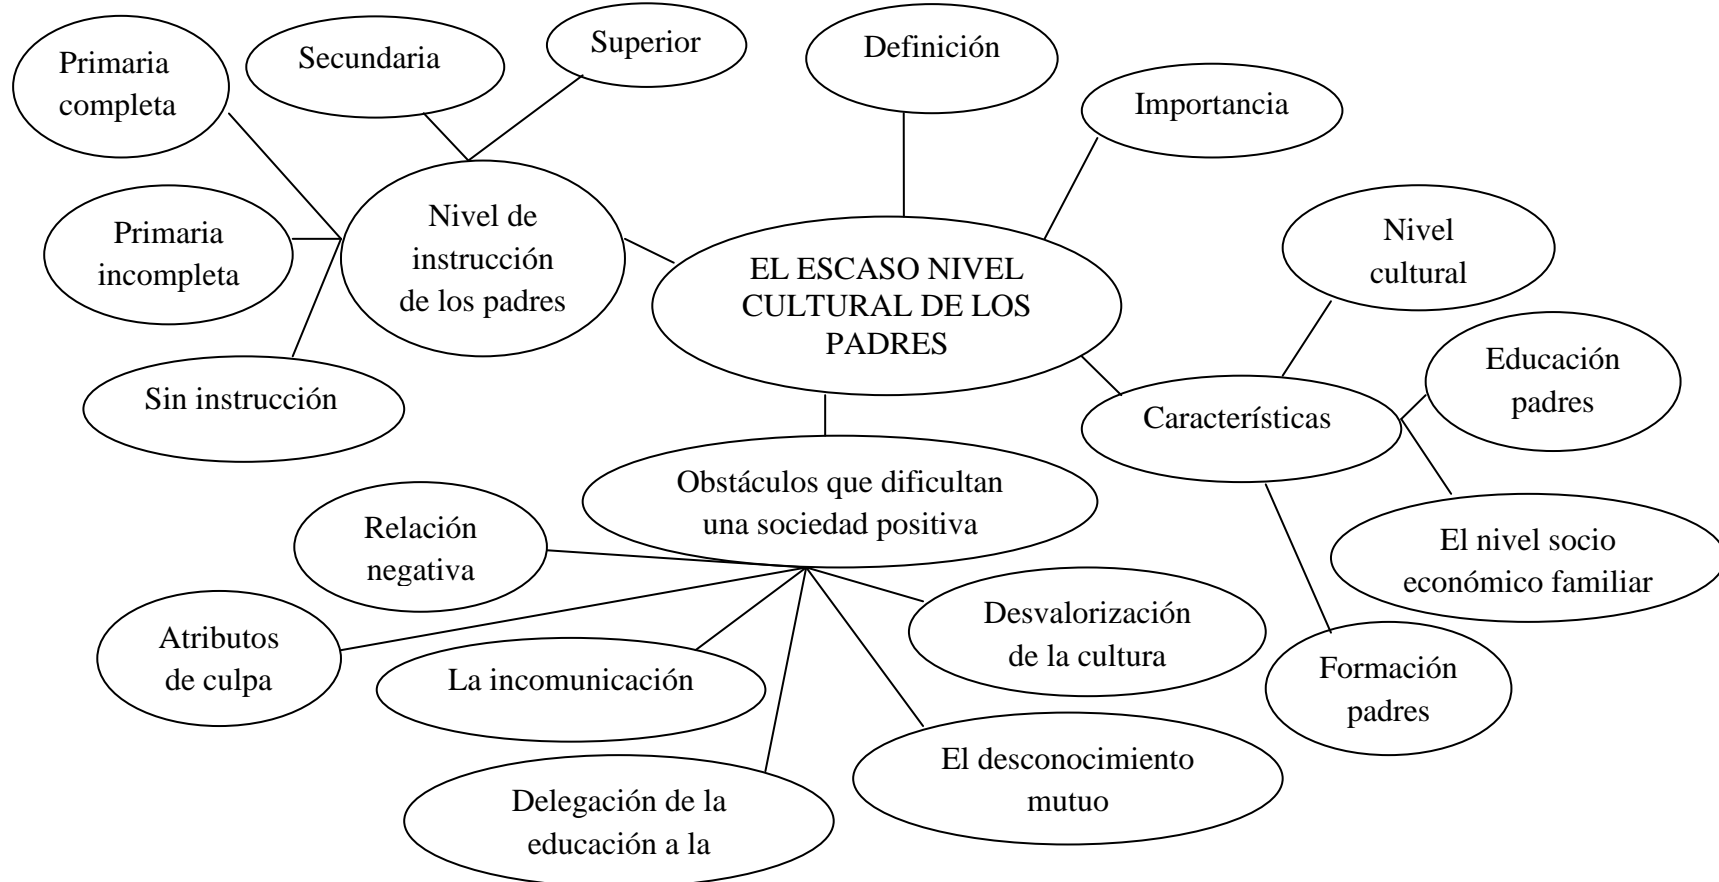 Primaria
completa
Secundaria
Superior
Definición
Importancia
Primaria
incompleta
Nivel de
instrucción
de los padres
EL ESCASO NIVEL
CULTURAL DE LOS
PADRES
Nivel
cultural
Educación
padres
Sin instrucción
Características
Obstáculos que dificultan
una sociedad positiva
El nivel socio
económico familiar
Relación
negativa
Desvalorización
de la cultura
Atributos
de culpa
La incomunicación
Formación
padres
El desconocimiento
mutuo
Delegación de la
educación a la